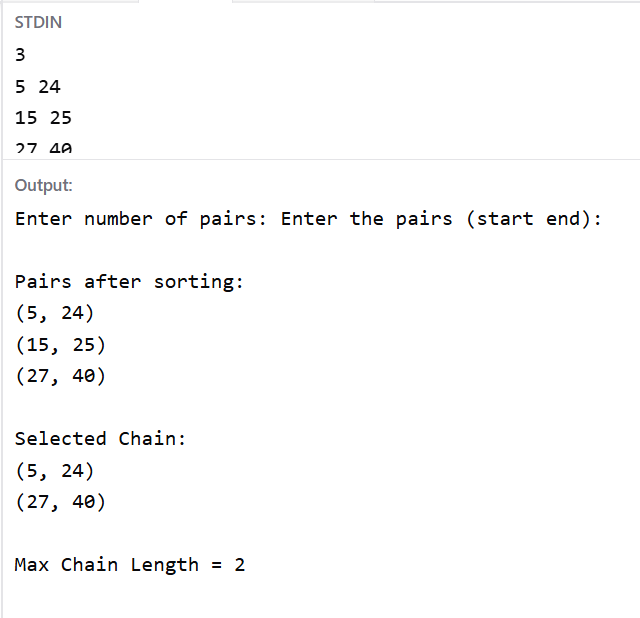 STDIN
3
5 24
15 25
27 40
Output:
Enter number of pairs: Enter the pairs (start end):
Pairs after sorting:
(5, 24)
(15, 25)
(27, 40)
Selected Chain:
(5, 24)
(27, 40)
Max Chain Length = 2